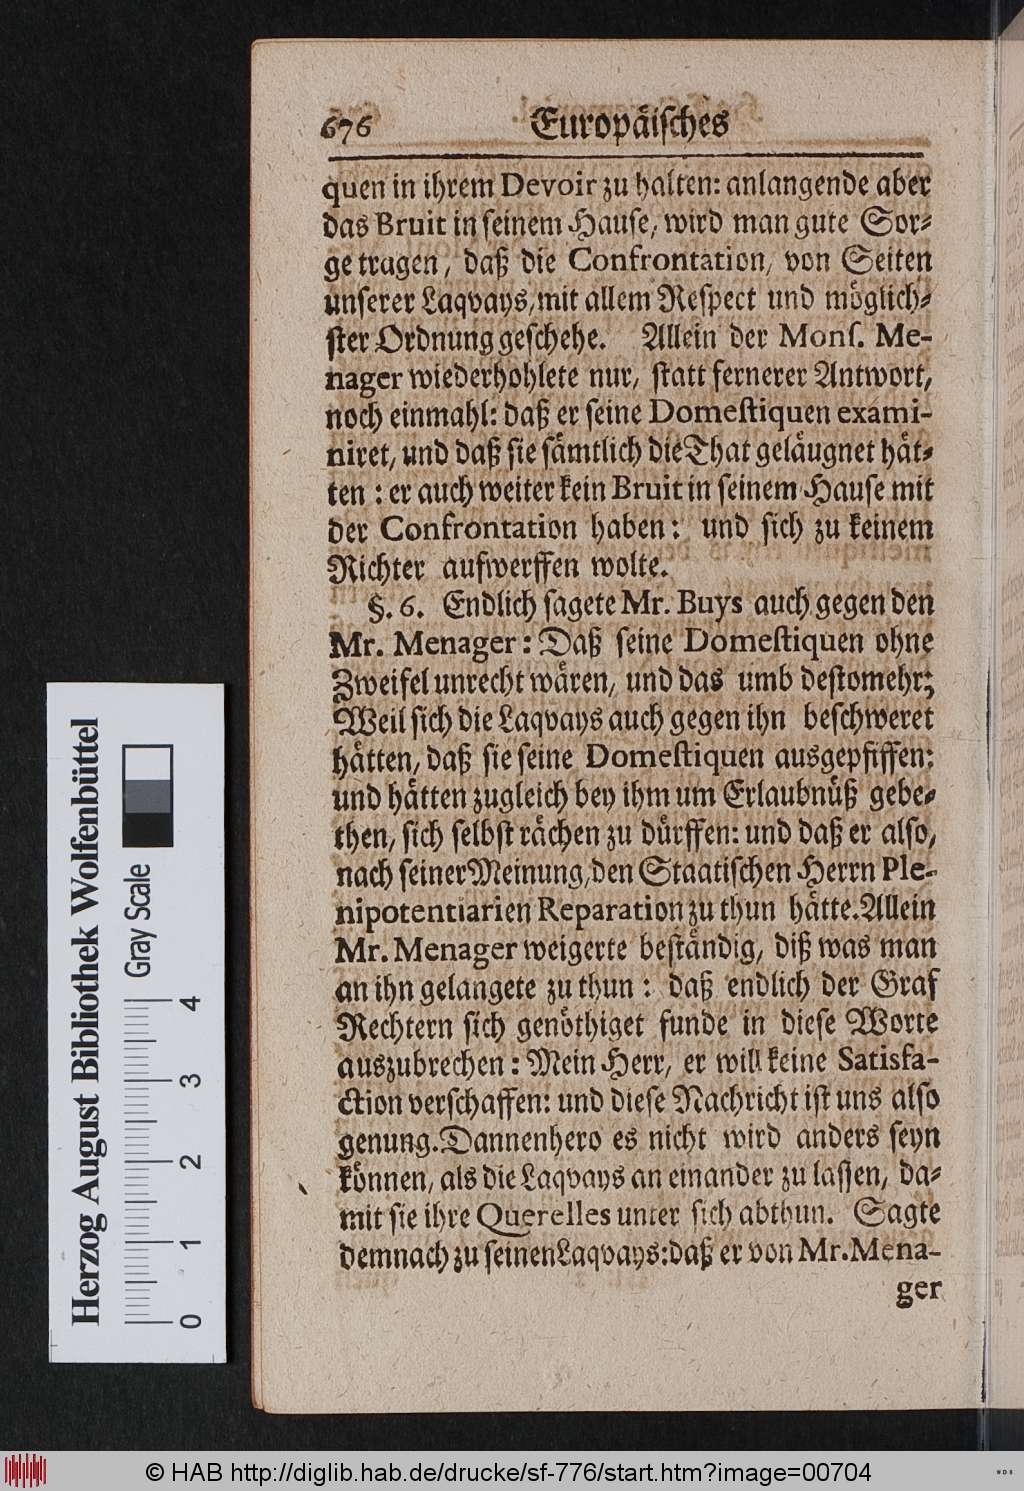 676 Europäiſches
quen in ihrem Devoir zu halten: anlangende aber
das Bruit in ſeinem Hauſe, wird man gute Sor-
ge tragen, daß die Confrontation, von Seiten
unſerer Laqvays, mit allem Reſpect und möglich-
ſter Ordnung geſchehe. Allein der Monſ. Me-
nager wiederhohlete nur, ſtatt fernerer Antwort,
noch einmahl: daß er ſeine Domeſtiquen exami-
niret, und daß ſie ſämtlich die That geläugnet hät-
ten : er auch weiter kein Bruit in ſeinem Hauſe mit
der Confrontation haben: und ſich zu keinem
Richter aufwerffen wolte.
§. 6. Endlich ſagete Mr. Buys auch gegen den
Mr. Menager: Daß ſeine Domeſtiquen ohne
Zweifel unrecht wären, und das umb deſtomehr;
Weil ſich die Laqvays auch gegen ihn beſchweret
hätten, daß ſie ſeine Domeſtiquen ausgepfiffen:
und hätten zugleich bey ihm um Erlaubnüß gebe-
then, ſich ſelbſt rächen zu dürffen: und daß er alſo,
nach ſeiner Meinung, den Staatiſchen Herrn Ple-
nipotentiarien Reparation zu thun hätte. Allein
Mr. Menager weigerte beſtändig, diß was man
an ihn gelangete zu thun: daß endlich der Graf
Rechtern ſich genöthiget funde in dieſe Worte
auszubrechen: Mein Herr, er will keine Satisfa-
ction verſchaffen: und dieſe Nachricht iſt uns alſo
genung. Dannenhero es nicht wird anders ſeyn
können, als die Laqvays an einander zu laſſen, da-
mit ſie ihre Querelles unter ſich abthun. Sagte
demnach zu ſeinen Laqvays: daß er von Mr. Mena-
ger
Herzog August Bibliothek Wolfenbüttel
Gray Scale
0 1 2 3 4
© HAB http://diglib.hab.de/drucke/sf-776/start.htm?image=00704